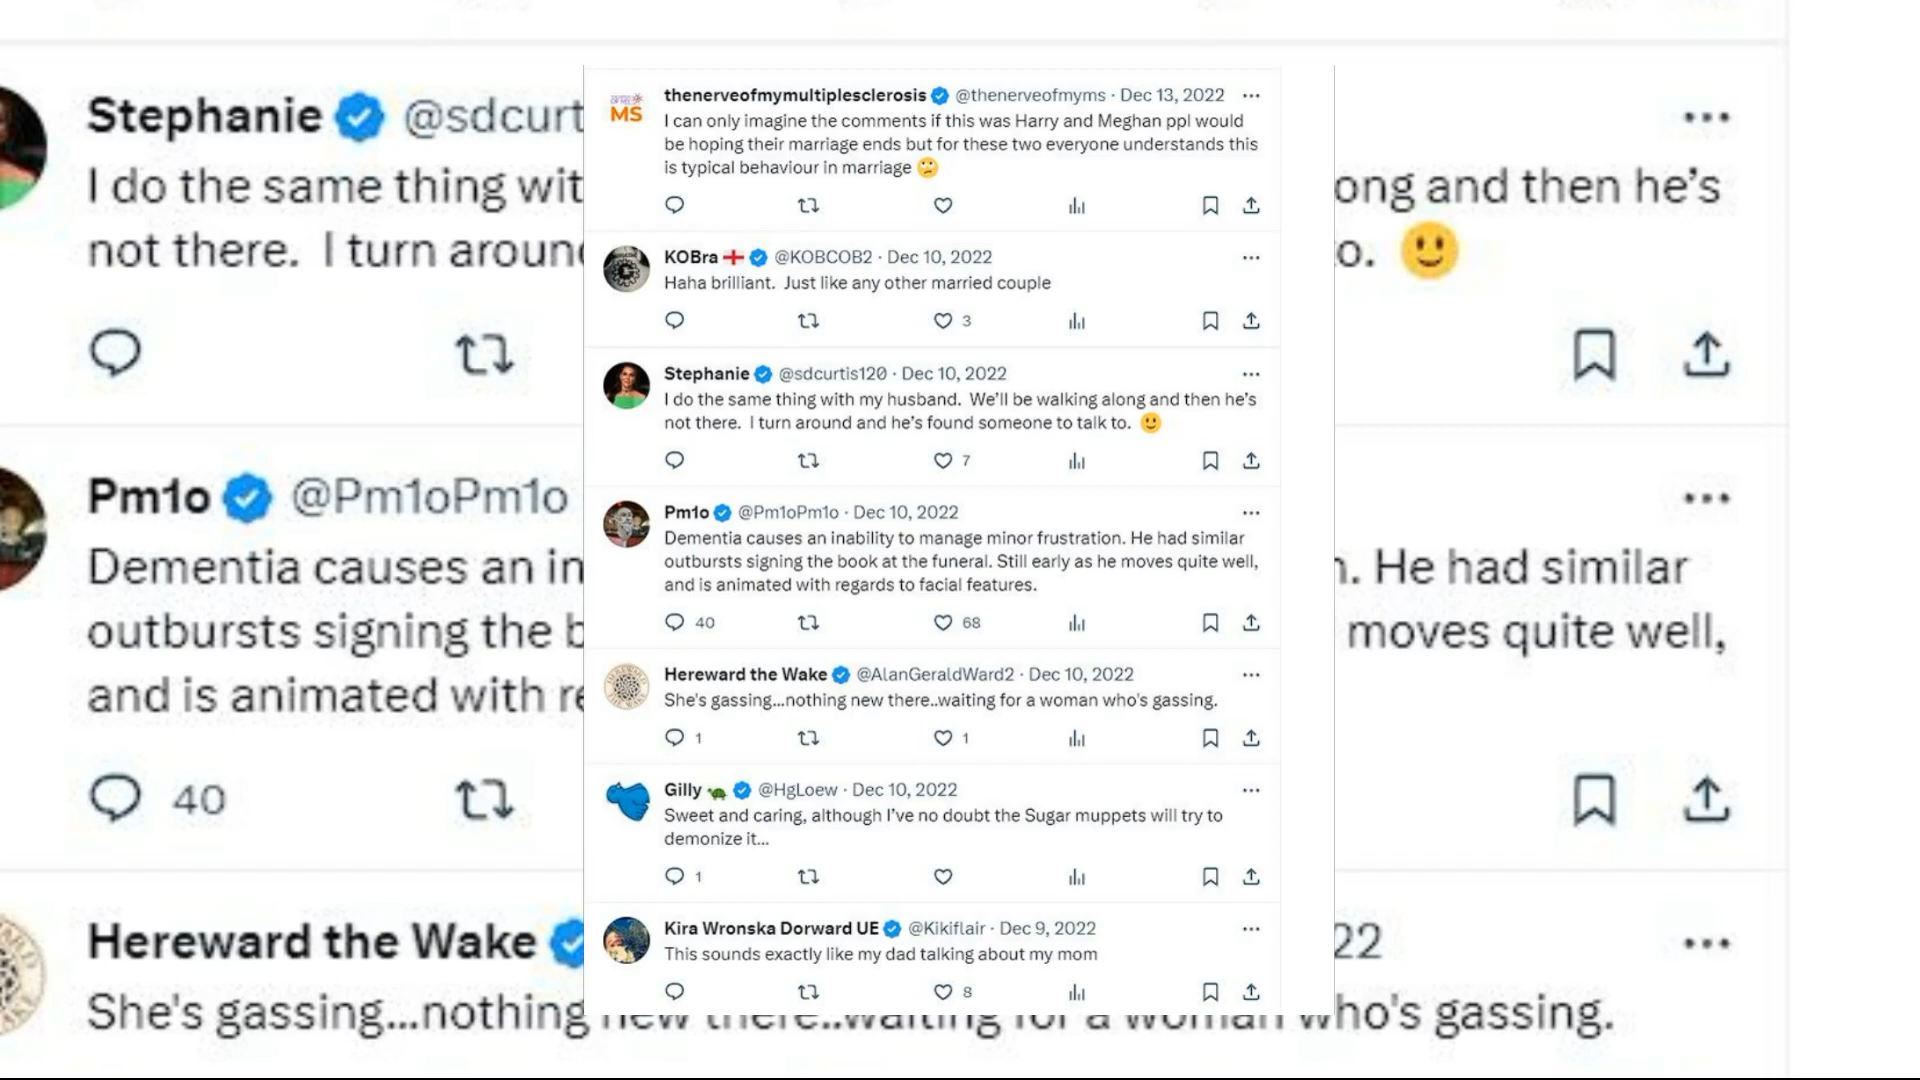 Stephanie @sdcurt
I do the same thing wit
ong and then he's
not there. I turn aroun
o. 🙂
Pm1o @Pm1oPm1o
Dementia causes an in
n. He had similar
outbursts signing the b
moves quite well,
and is animated with re
40
Hereward the Wake
22
She's gassing...nothing new there..waiting for a woman who's gassing.
MS
thenerveofmymultiplesclerosis @thenerveofmyms · Dec 13, 2022
I can only imagine the comments if this was Harry and Meghan ppl would
be hoping their marriage ends but for these two everyone understands this
is typical behaviour in marriage 🙄
KOBra 🏴󠁧󠁢󠁥󠁮󠁧󠁿 @KOBCOB2 · Dec 10, 2022
Haha brilliant. Just like any other married couple
3
Stephanie @sdcurtis120 · Dec 10, 2022
I do the same thing with my husband. We'll be walking along and then he's
not there. I turn around and he's found someone to talk to. 🙂
7
Pm1o @Pm1oPm1o · Dec 10, 2022
Dementia causes an inability to manage minor frustration. He had similar
outbursts signing the book at the funeral. Still early as he moves quite well,
and is animated with regards to facial features.
40 68
Hereward the Wake @AlanGeraldWard2 · Dec 10, 2022
She's gassing...nothing new there..waiting for a woman who's gassing.
1 1
Gilly 🐢 @HgLoew · Dec 10, 2022
Sweet and caring, although I've no doubt the Sugar muppets will try to
demonize it...
1
Kira Wronska Dorward UE @Kikiflair · Dec 9, 2022
This sounds exactly like my dad talking about my mom
8